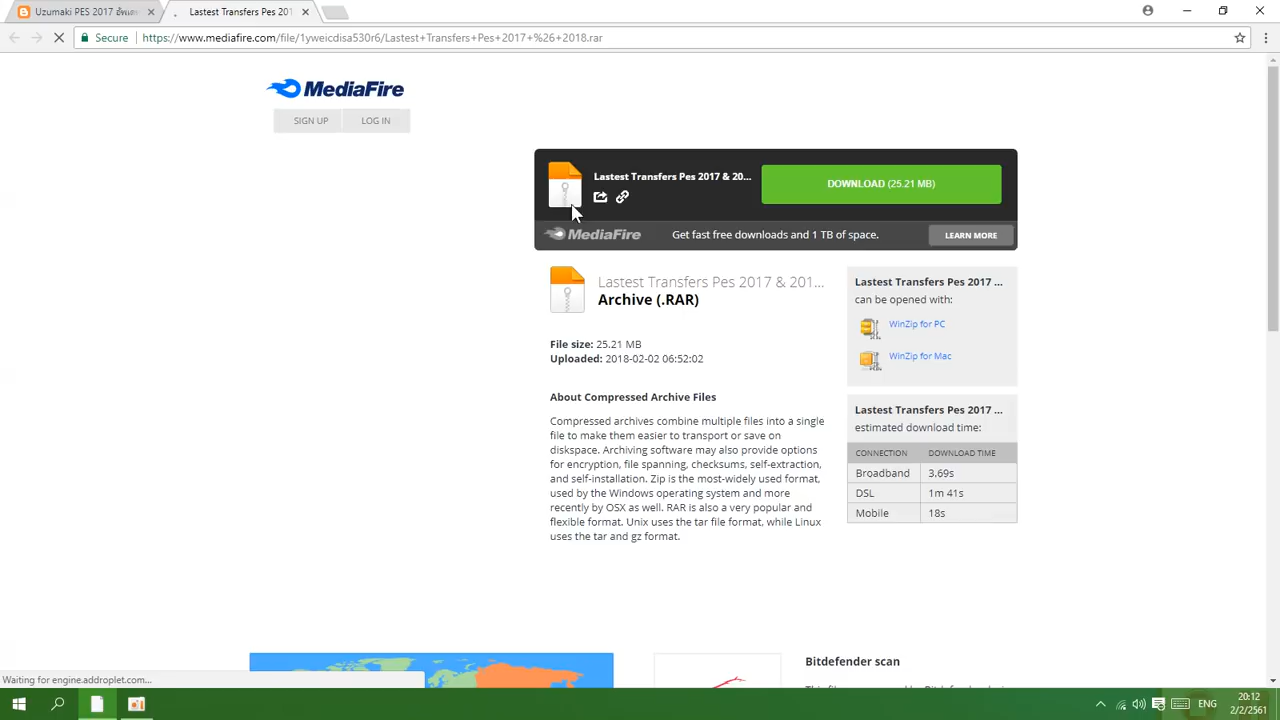 Uzumaki PES 2017
Lastest Transfers Pes 201
Secure
https://www.mediafire.com/file/1yweicdisa530r6/Lastest+Transfers+Pes+2017+%26+2018.rar
MediaFire
SIGN UP
LOG IN
Lastest Transfers Pes 2017 & 20...
DOWNLOAD (25.21 MB)
MediaFire
Get fast free downloads and 1 TB of space.
LEARN MORE
Lastest Transfers Pes 2017 & 201...
Archive (.RAR)
File size: 25.21 MB
Uploaded: 2018-02-02 06:52:02
About Compressed Archive Files
Compressed archives combine multiple files into a single
file to make them easier to transport or save on
diskspace. Archiving software may also provide options
for encryption, file spanning, checksums, self-extraction,
and self-installation. Zip is the most-widely used format,
used by the Windows operating system and more
recently by OSX as well. RAR is also a very popular and
flexible format. Unix uses the tar file format, while Linux
uses the tar and gz format.
Lastest Transfers Pes 2017 ...
can be opened with:
WinZip for PC
WinZip for Mac
Lastest Transfers Pes 2017 ...
estimated download time:
CONNECTION DOWNLOAD TIME
Broadband 3.69s
DSL 1m 41s
Mobile 18s
Bitdefender scan
Waiting for engine.addroplet.com...
ENG
20:12
2/2/2561